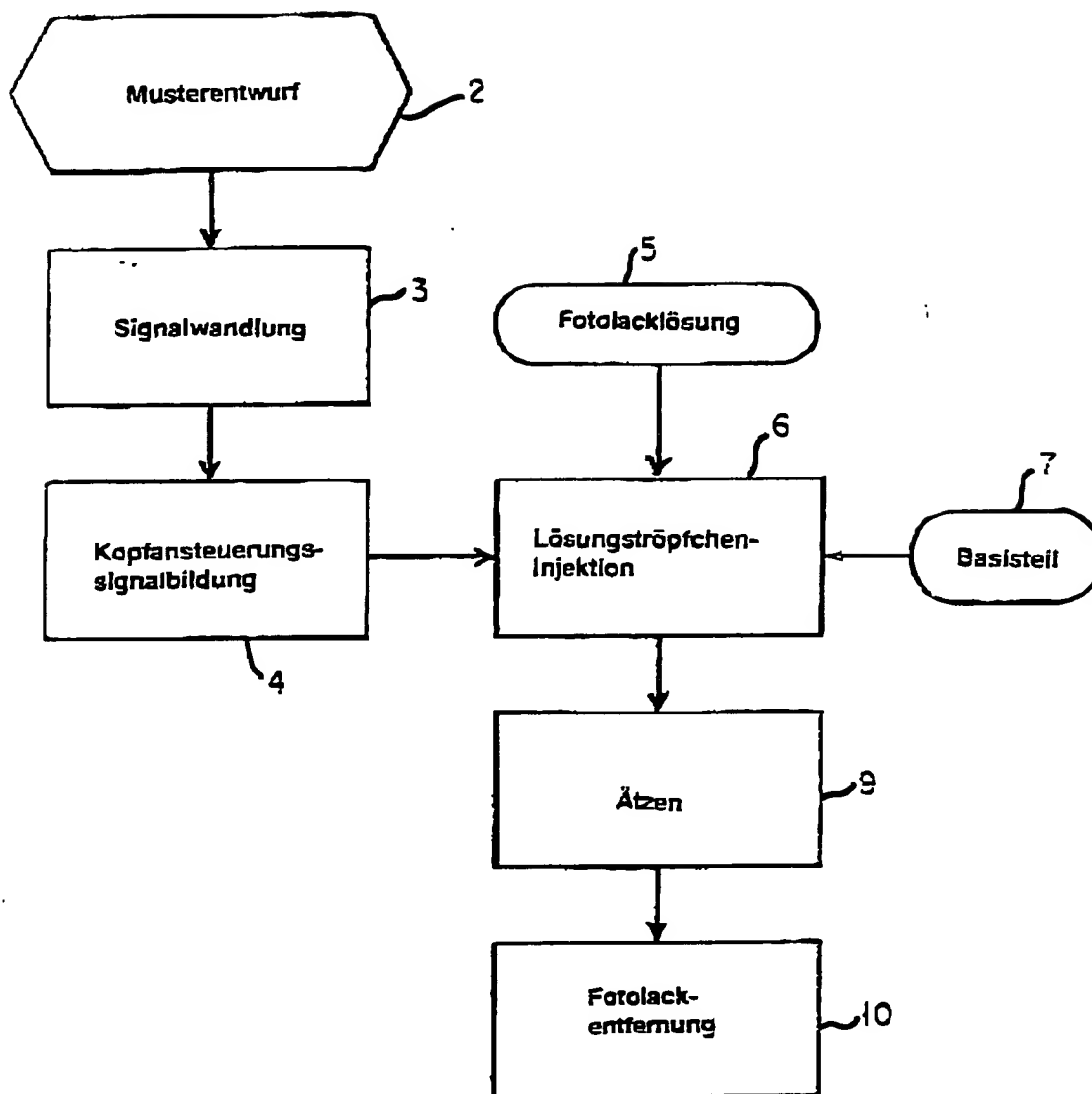 Musterentwurf
2
Signalwandlung
3
5
Fotolacklösung
Kopfansteuerungs-
signalbildung
4
6
Lösungströpfchen-
injektion
7
Basisteil
Ätzen
9
Fotolack-
entfernung
10